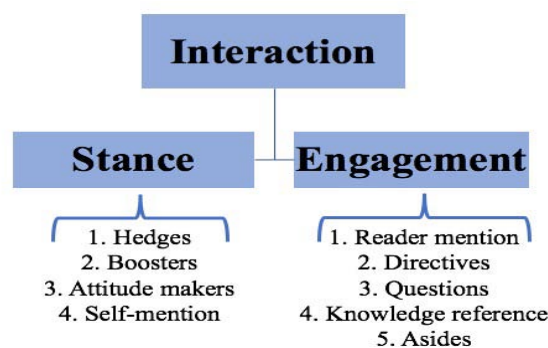 Interaction
Stance
Engagement
1. Hedges
2. Boosters
3. Attitude makers
4. Self-mention
1. Reader mention
2. Directives
3. Questions
4. Knowledge reference
5. Asides